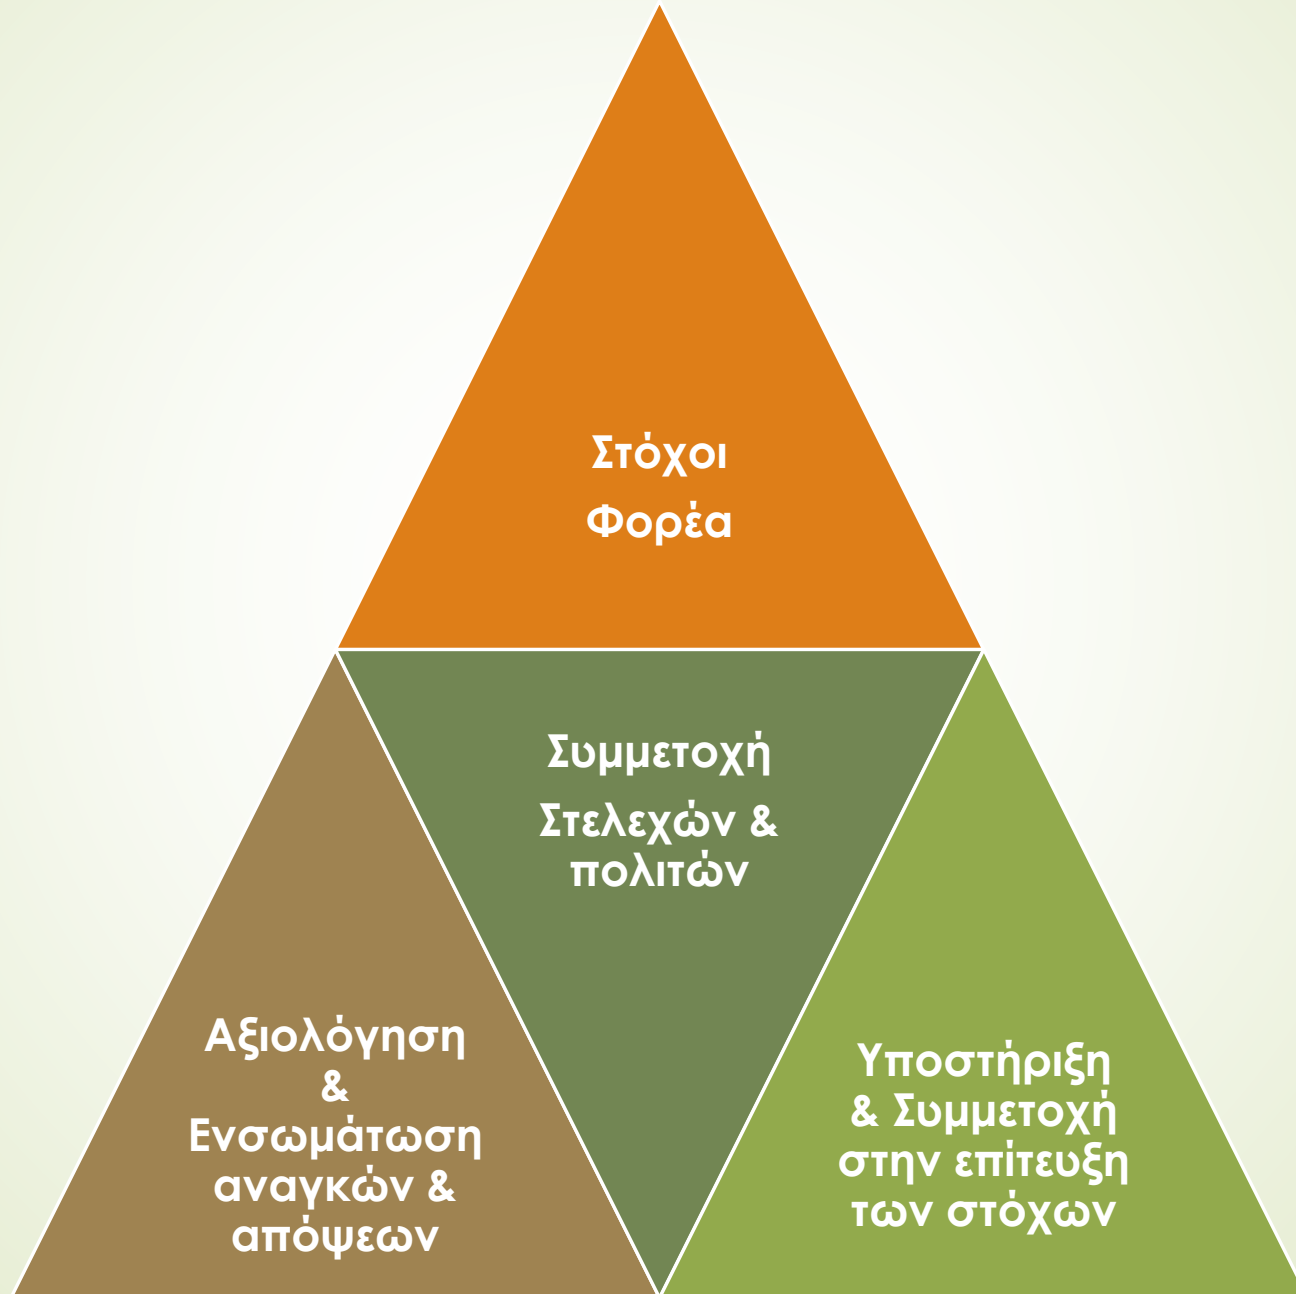 Στόχοι
Φορέα
Συμμετοχή
Στελεχών &
πολιτών
Αξιολόγηση
&
Ενσωμάτωση
αναγκών &
απόψεων
Υποστήριξη
& Συμμετοχή
στην επίτευξη
των στόχων